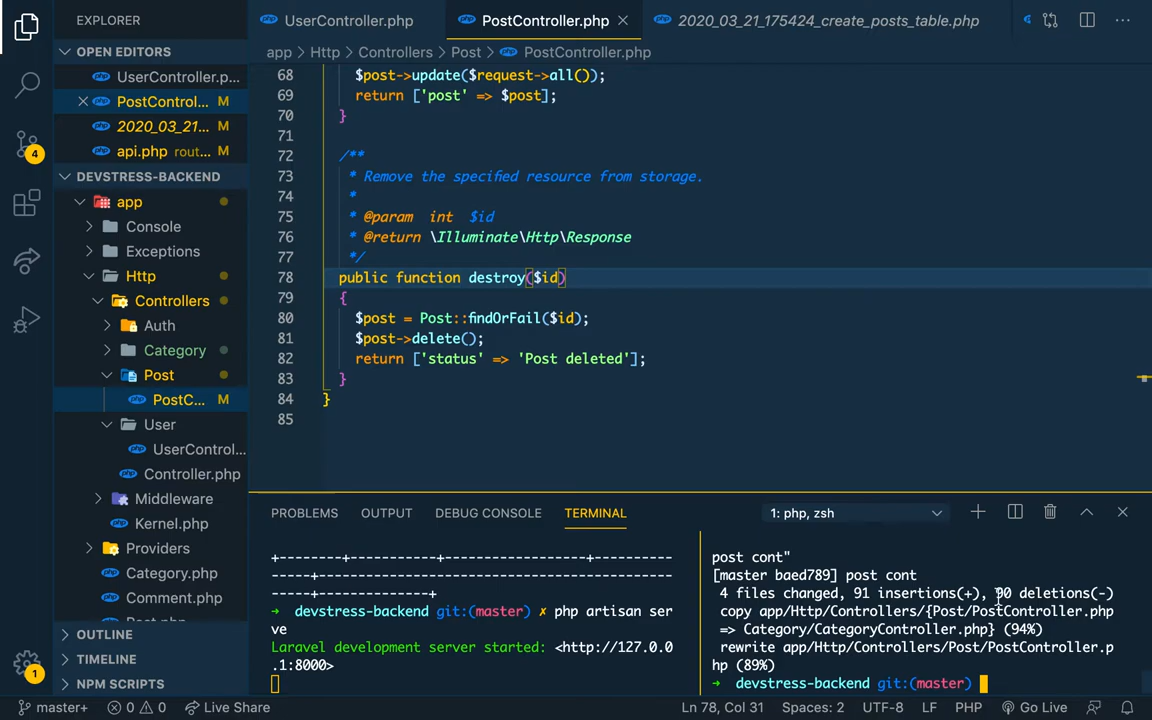 EXPLORER
UserController.php
PostController.php
2020_03_21_175424_create_posts_table.php
OPEN EDITORS
UserController.p...
PostControl... M
2020_03_21... M
api.php rout... M
DEVSTRESS-BACKEND
app
Console
Exceptions
Http
Controllers
Auth
Category
Post
PostC... M
User
UserControl...
Controller.php
Middleware
Kernel.php
Providers
Category.php
Comment.php
OUTLINE
TIMELINE
NPM SCRIPTS
4
1
app > Http > Controllers > Post > PostController.php
68 $post->update($request->all());
69 return ['post' => $post];
70 }
71
72 /**
73 * Remove the specified resource from storage.
74 *
75 * @param int $id
76 * @return \Illuminate\Http\Response
77 */
78 public function destroy($id)
79 {
80 $post = Post::findOrFail($id);
81 $post->delete();
82 return ['status' => 'Post deleted'];
83 }
84 }
85
PROBLEMS OUTPUT DEBUG CONSOLE TERMINAL 1: php, zsh
+--------+-----------+------------------+----------
-----+---------------------------------------------
-----+--------------+
➜ devstress-backend git:(master) ✗ php artisan ser
ve
Laravel development server started: <http://127.0.0
.1:8000>
post cont"
[master baed789] post cont
4 files changed, 91 insertions(+), 90 deletions(-)
copy app/Http/Controllers/{Post/PostController.php
=> Category/CategoryController.php} (94%)
rewrite app/Http/Controllers/Post/PostController.p
hp (89%)
➜ devstress-backend git:(master)
master+ 0 0 Live Share Ln 78, Col 31 Spaces: 2 UTF-8 LF PHP Go Live